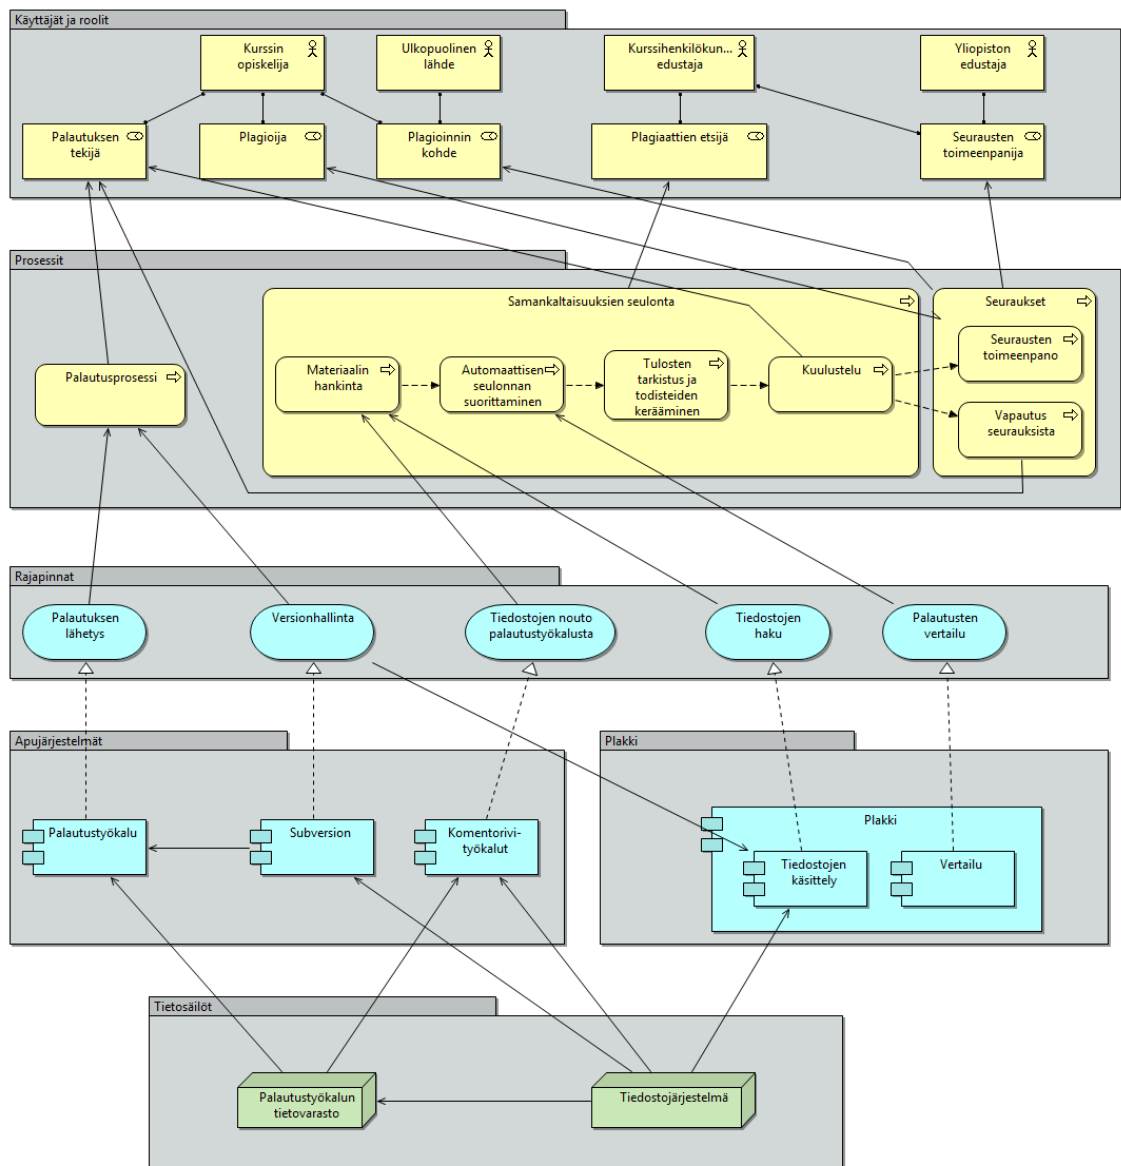 Käyttäjät ja roolit
Kurssin
opiskelija
Ulkopuolinen
lähde
Kurssihenkilökun...
edustaja
Yliopiston
edustaja
Palautuksen
tekijä
Plagioija
Plagioinnin
kohde
Plagiaattien etsijä
Seurausten
toimeenpanija
Prosessit
Samankaltaisuuksien seulonta
Seuraukset
Palautusprosessi
Materiaalin
hankinta
Automaattisen
seulonnan
suorittaminen
Tulosten
tarkistus ja
todisteiden
kerääminen
Kuulustelu
Seurausten
toimeenpano
Vapautus
seurauksista
Rajapinnat
Palautuksen
lähetys
Versionhallinta
Tiedostojen nouto
palautustyökalusta
Tiedostojen
haku
Palautusten
vertailu
Apujärjestelmät
Palautustyökalu
Subversion
Komentorivi-
työkalut
Plakki
Plakki
Tiedostojen
käsittely
Vertailu
Tietosäilöt
Palautustyökalun
tietovarasto
Tiedostojärjestelmä